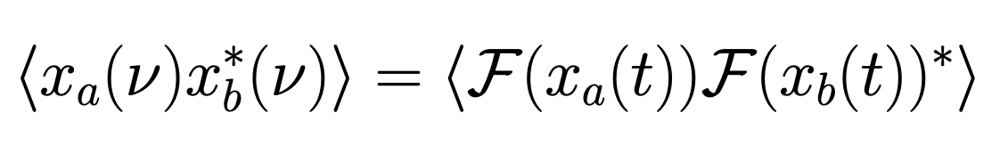 ⟨x_a(ν)x_b^*(ν)⟩ = ⟨ℱ(x_a(t))ℱ(x_b(t))^*⟩